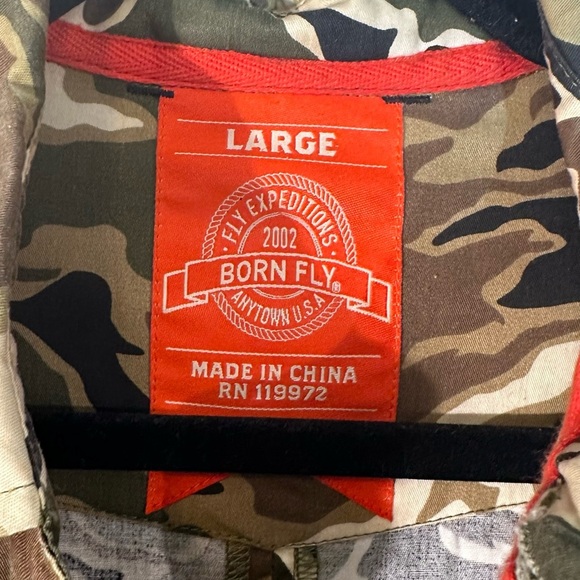 LARGE
· FLY EXPEDITIONS ·
2002
BORN FLY®
ANYTOWN U.S.A
MADE IN CHINA
RN 119972